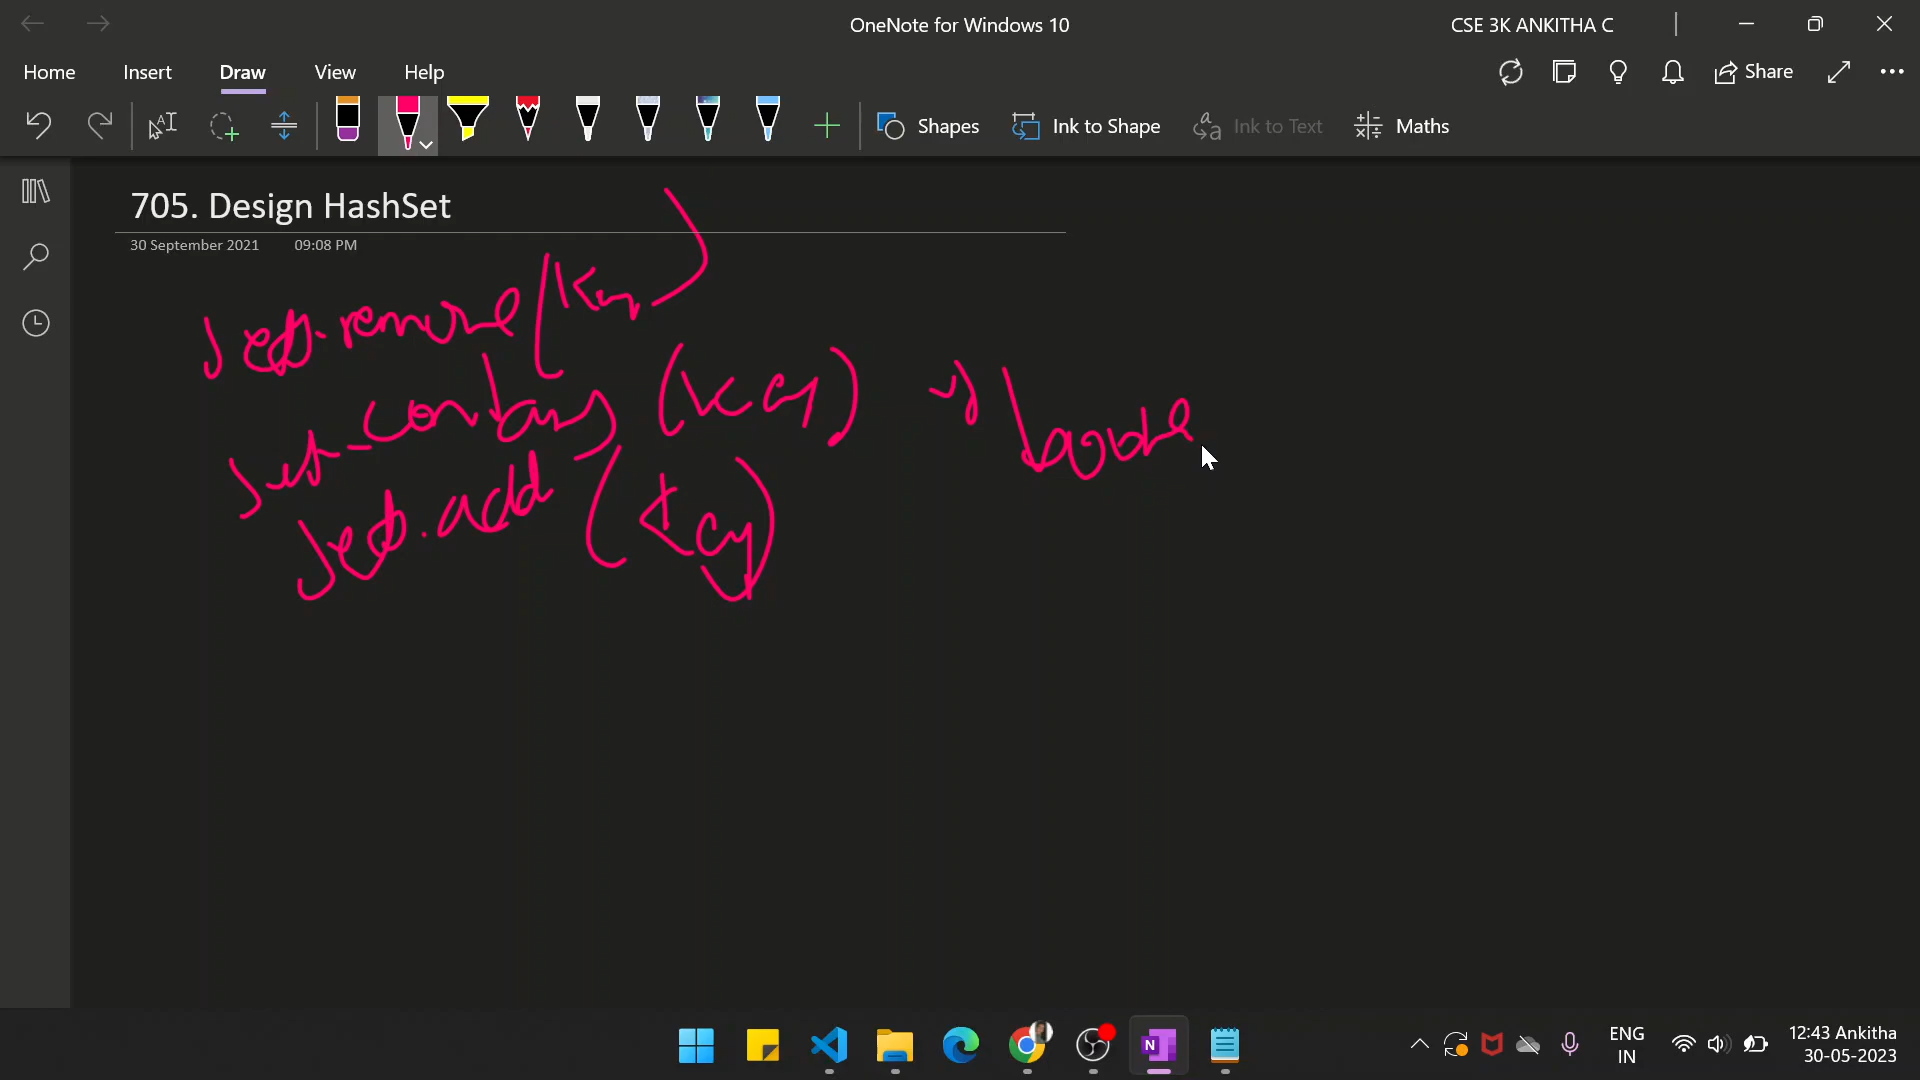 OneNote for Windows 10
CSE 3K ANKITHA C
Home Insert Draw View Help
Share
Shapes Ink to Shape Ink to Text Maths
705. Design HashSet
30 September 2021 09:08 PM
set.remove(key)
set.contains (key) → boole
set.add (key)
ENG
IN
12:43 Ankitha
30-05-2023